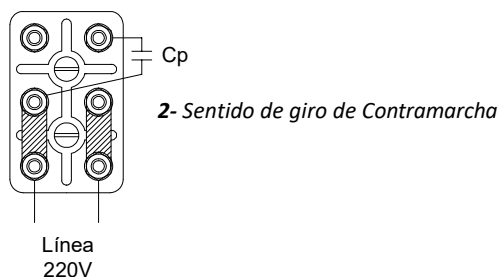 Cp
2- Sentido de giro de Contramarcha
Línea
220V